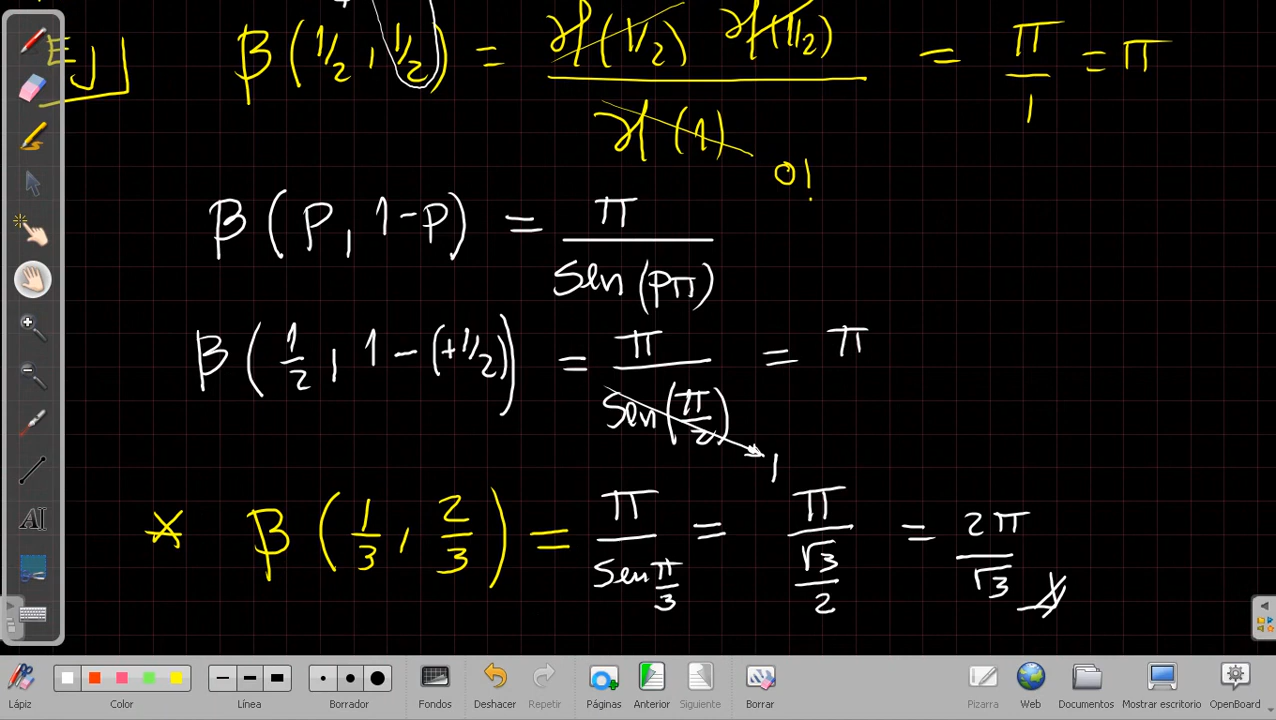 EJ β(1/2, 1/2) = Γ(1/2) Γ(1/2) / Γ(1) = π/1 = π
0!
β(p, 1-p) = π / sen(pπ)
β(1/2, 1-(+1/2)) = π / sen(π/2) = π
1
* β(1/3, 2/3) = π / sen π/3 = π / (√3/2) = 2π/√3
AI
Lápiz Color Línea Borrador Fondos Deshacer Repetir Páginas Anterior Siguiente Borrar Pizarra Web Documentos Mostrar escritorio OpenBoard